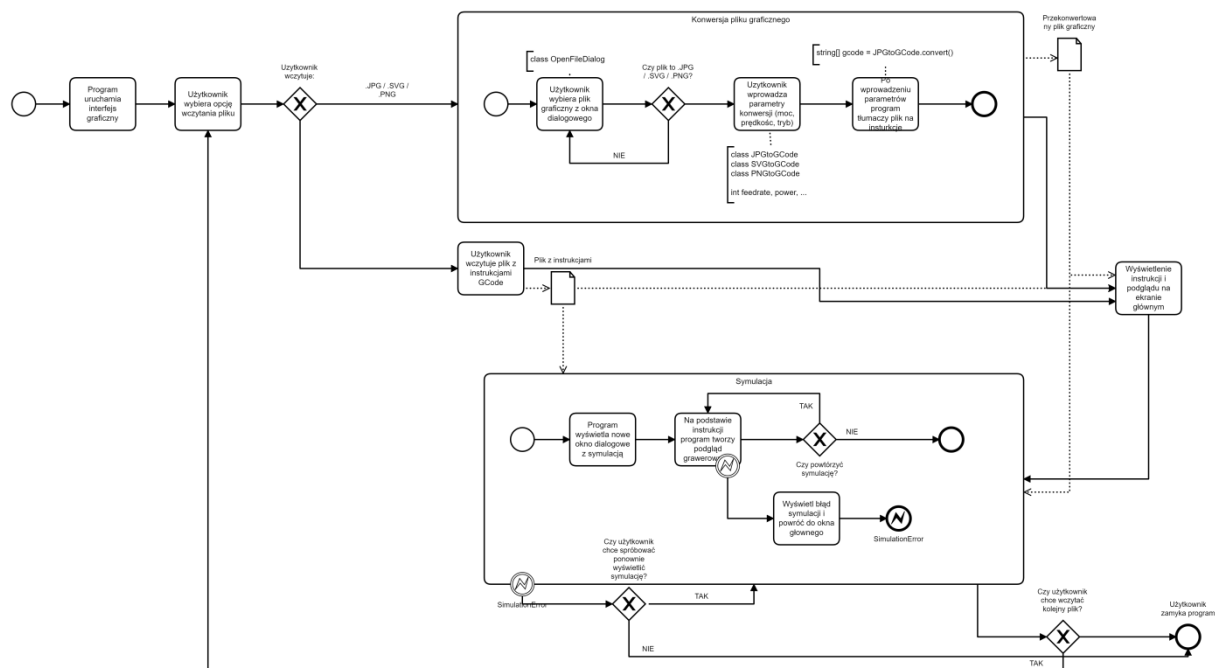 Konwersja pliku graficznego
Przekonwertowa
ny plik graficzny
class OpenFileDialog
Czy plik to .JPG
/ .SVG / .PNG?
string[] gcode = JPGtoGCode.convert()
Użytkownik
wczytuje:
Program
uruchamia
interfejs
graficzny
Użytkownik
wybiera opcję
wczytania pliku
.JPG / .SVG /
.PNG
Użytkownik
wybiera plik
graficzny z okna
dialogowego
Użytkownik
wprowadza
parametry
konwersji (moc,
prędkośc, tryb)
Po
wprowadzeniu
parametrów
program
tłumaczy plik na
insturkcje
NIE
class JPGtoGCode
class SVGtoGCode
class PNGtoGCode
int feedrate, power, ...
Użytkownik
wczytuje plik z
instrukcjami
GCode
Plik z instrukcjami
Wyświetlenie
instrukcji i
podglądu na
ekranie
głównym
Symulacja
TAK
Program
wyświetla nowe
okno dialogowe
z symulacją
Na podstawie
instrukcji
program tworzy
podgląd
NIE
Czy powtórzyć
symulację?
Wyświetl błąd
symulacji i
powróć do okna
głownego
SimulationError
Czy użytkownik
chce spróbować
ponownie
wyświetlić
symulację?
SimulationError
TAK
NIE
Czy użytkownik
chce wczytać
kolejny plik?
Użytkownik
zamyka program
TAK